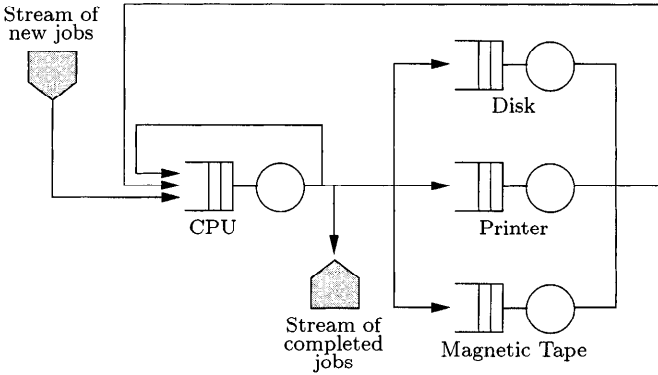 Stream of
new jobs
Disk
CPU
Printer
Stream of
completed
jobs
Magnetic Tape